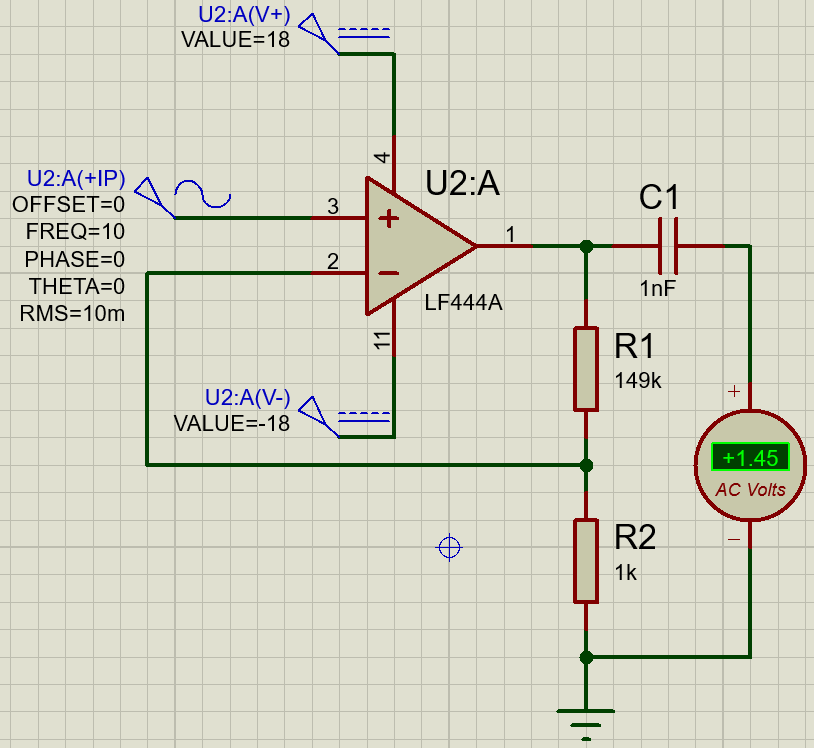 U2:A(V+)
VALUE=18
4
U2:A
U2:A(+IP)
OFFSET=0
FREQ=10
PHASE=0
THETA=0
RMS=10m
3
+
2
−
1
LF444A
11
C1
1nF
R1
149k
U2:A(V-)
VALUE=-18
+
+1.45
AC Volts
−
R2
1k